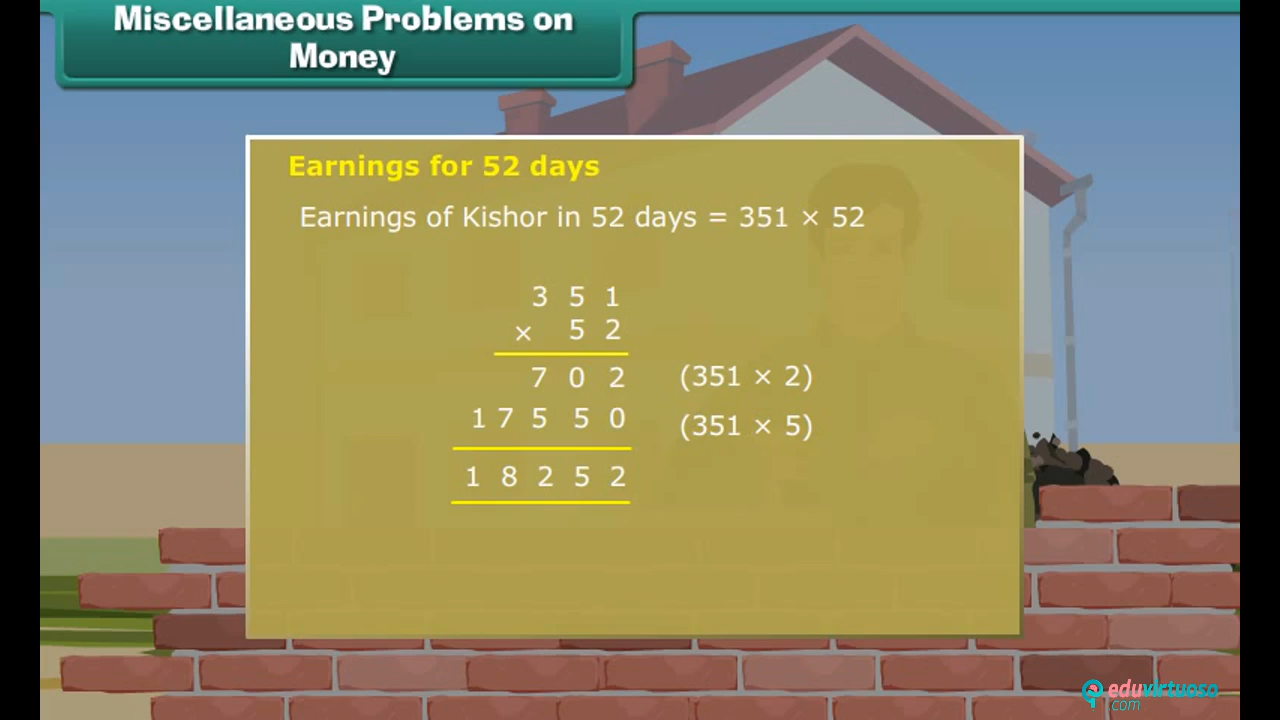 Miscellaneous Problems on
Money
Earnings for 52 days
Earnings of Kishor in 52 days = 351 × 52
3 5 1
× 5 2
7 0 2 (351 × 2)
1 7 5 5 0 (351 × 5)
1 8 2 5 2
eduvirtuoso
.com